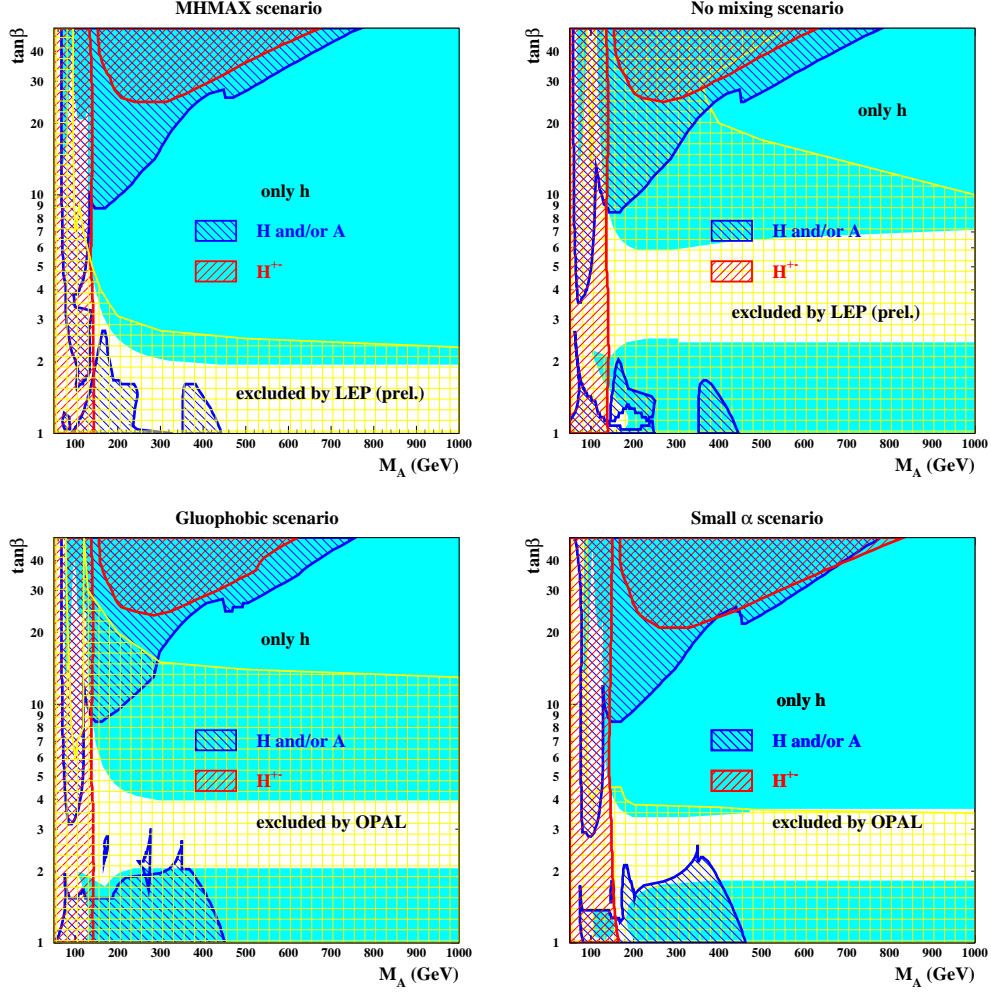 MHMAX scenario
tanβ
40
30
20
10
9
8
7
6
5
4
3
2
1
only h
H and/or A
H+-
excluded by LEP (prel.)
100 200 300 400 500 600 700 800 900 1000
M_A (GeV)
No mixing scenario
tanβ
40
30
20
10
9
8
7
6
5
4
3
2
1
only h
H and/or A
H+-
excluded by LEP (prel.)
100 200 300 400 500 600 700 800 900 1000
M_A (GeV)
Gluophobic scenario
tanβ
40
30
20
10
9
8
7
6
5
4
3
2
1
only h
H and/or A
H+-
excluded by OPAL
100 200 300 400 500 600 700 800 900 1000
M_A (GeV)
Small α scenario
tanβ
40
30
20
10
9
8
7
6
5
4
3
2
1
only h
H and/or A
H+-
excluded by OPAL
100 200 300 400 500 600 700 800 900 1000
M_A (GeV)